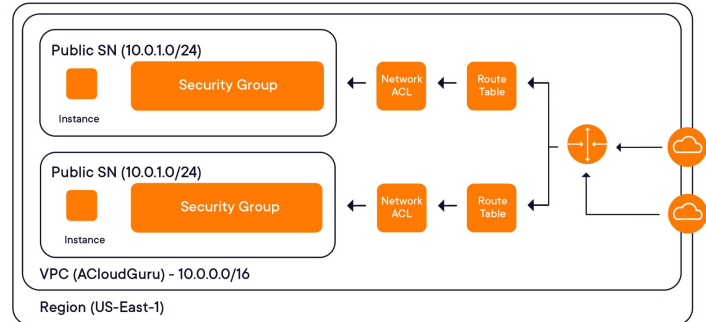 Public SN (10.0.1.0/24)
Security Group
Instance
Network
ACL
Route
Table
Public SN (10.0.1.0/24)
Security Group
Instance
Network
ACL
Route
Table
VPC (ACloudGuru) - 10.0.0.0/16
Region (US-East-1)